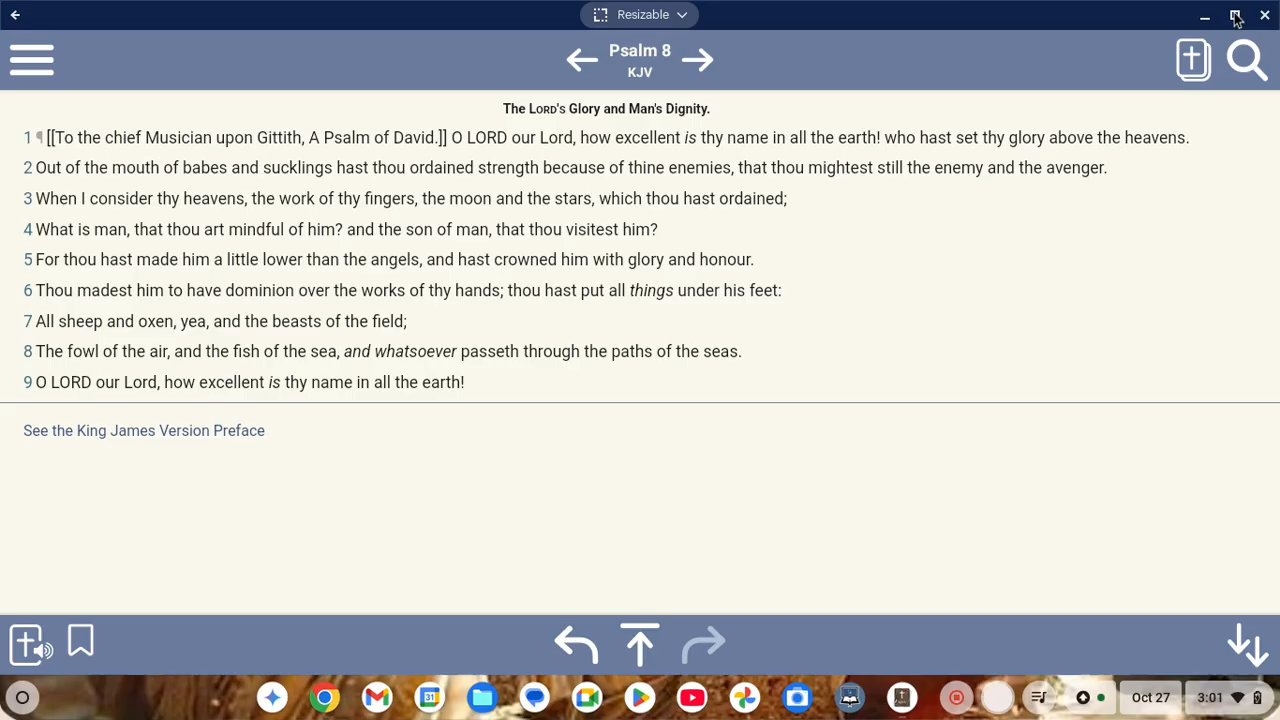 Resizable
Psalm 8
KJV
The LORD'S Glory and Man's Dignity.
1 ¶ [[To the chief Musician upon Gittith, A Psalm of David.]] O LORD our Lord, how excellent is thy name in all the earth! who hast set thy glory above the heavens.
2 Out of the mouth of babes and sucklings hast thou ordained strength because of thine enemies, that thou mightest still the enemy and the avenger.
3 When I consider thy heavens, the work of thy fingers, the moon and the stars, which thou hast ordained;
4 What is man, that thou art mindful of him? and the son of man, that thou visitest him?
5 For thou hast made him a little lower than the angels, and hast crowned him with glory and honour.
6 Thou madest him to have dominion over the works of thy hands; thou hast put all things under his feet:
7 All sheep and oxen, yea, and the beasts of the field;
8 The fowl of the air, and the fish of the sea, and whatsoever passeth through the paths of the seas.
9 O LORD our Lord, how excellent is thy name in all the earth!
See the King James Version Preface
31
Oct 27
3:01